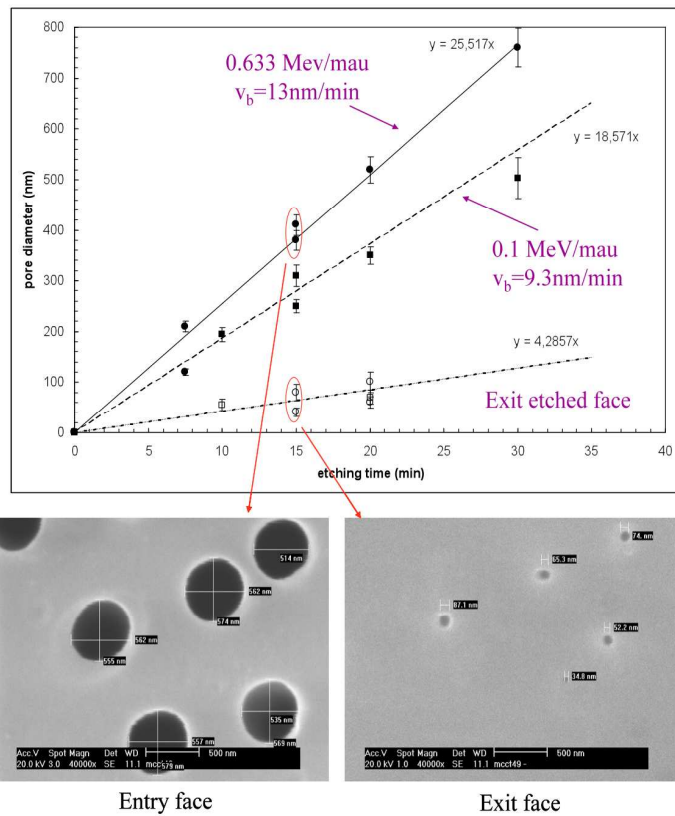 800
700
600
500
400
300
200
100
0
pore diameter (nm)
0.633 Mev/mau
v_b=13nm/min
y = 25,517x
y = 18,571x
0.1 MeV/mau
v_b=9.3nm/min
y = 4,2857x
Exit etched face
0 5 10 15 20 25 30 35 40
etching time (min)
514 nm
562 nm
574 nm
562 nm
555 nm
535 nm
569 nm
557 nm
579 nm
Acc.V Spot Magn Det WD 500 nm
20.0 kV 3.0 40000x SE 11.1
74. nm
65.3 nm
87.1 nm
52.2 nm
34.8 nm
Acc.V Spot Magn Det WD 500 nm
20.0 kV 1.0 40000x SE 11.1 mcct49 -
Entry face
Exit face